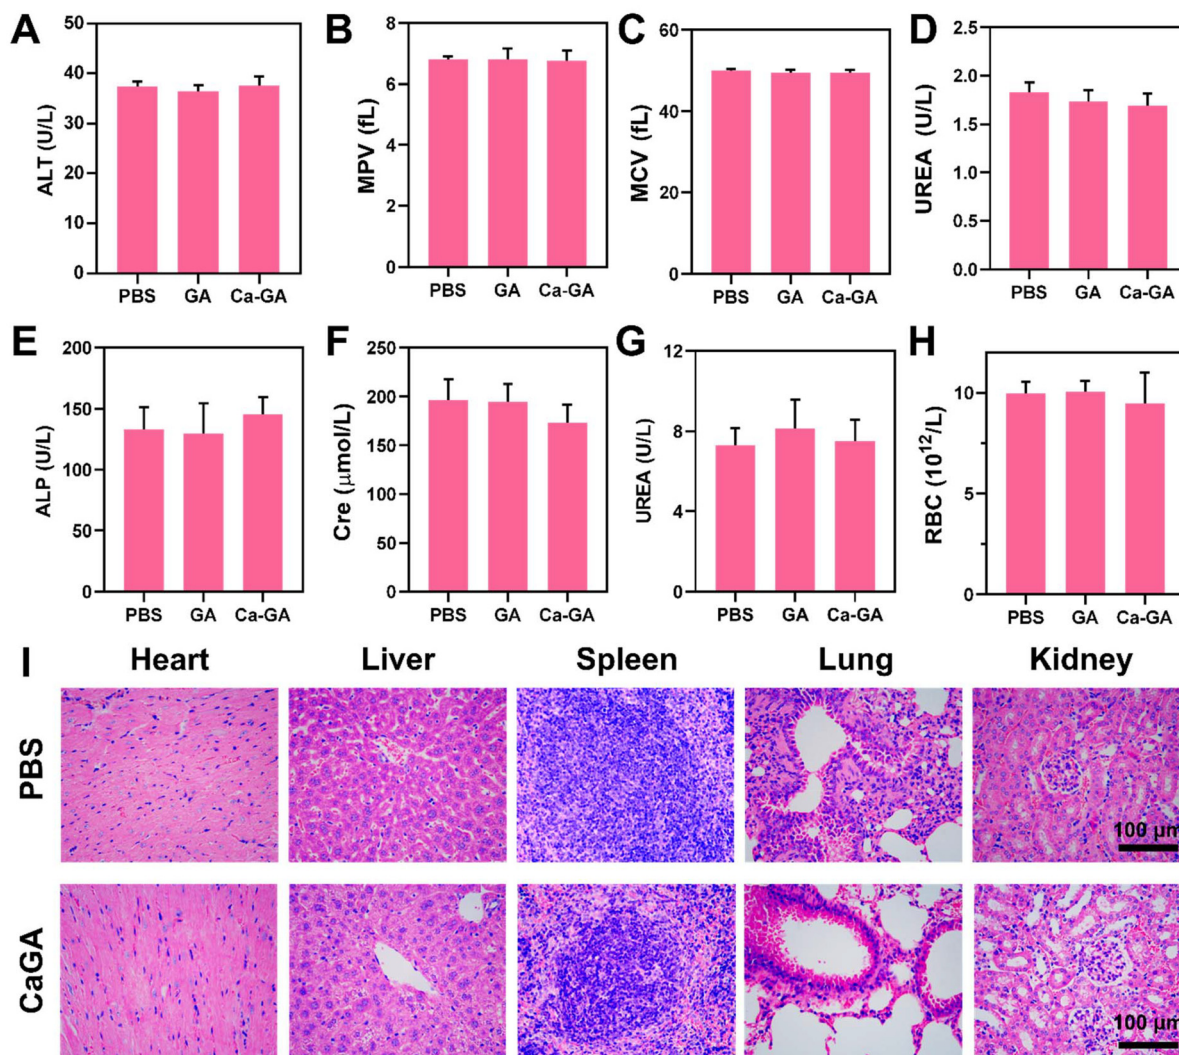 A
ALT (U/L)
50
40
30
20
10
0
PBS GA Ca-GA
B
MPV (fL)
8
6
4
2
0
PBS GA Ca-GA
C
MCV (fL)
60
40
20
0
PBS GA Ca-GA
D
UREA (U/L)
2.5
2.0
1.5
1.0
0.5
0.0
PBS GA Ca-GA
E
ALP (U/L)
200
150
100
50
0
PBS GA Ca-GA
F
Cre (μmol/L)
250
200
150
100
50
0
PBS GA Ca-GA
G
UREA (U/L)
12
8
4
0
PBS GA Ca-GA
H
RBC (10¹²/L)
10
5
0
PBS GA Ca-GA
I
Heart Liver Spleen Lung Kidney
PBS
100 μm
CaGA
100 μm